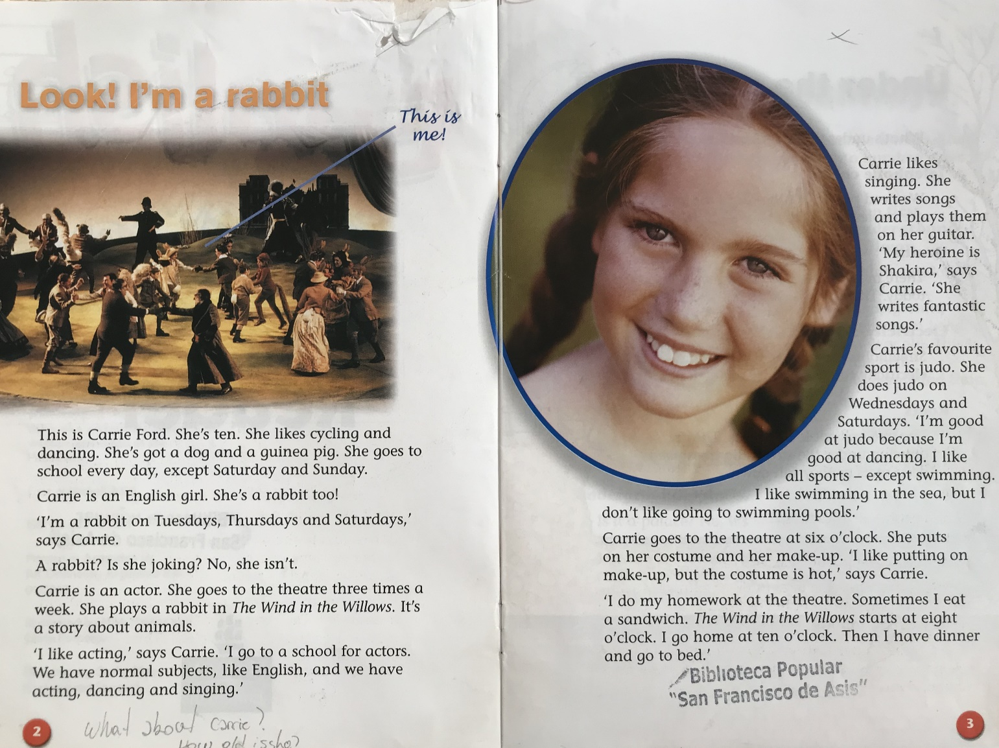 Look! I'm a rabbit
This is
me!
This is Carrie Ford. She's ten. She likes cycling and
dancing. She's got a dog and a guinea pig. She goes to
school every day, except Saturday and Sunday.
Carrie is an English girl. She's a rabbit too!
'I'm a rabbit on Tuesdays, Thursdays and Saturdays,'
says Carrie.
A rabbit? Is she joking? No, she isn't.
Carrie is an actor. She goes to the theatre three times a
week. She plays a rabbit in The Wind in the Willows. It's
a story about animals.
'I like acting,' says Carrie. 'I go to a school for actors.
We have normal subjects, like English, and we have
acting, dancing and singing.'
What about Carrie?
How old is she?
2
Carrie likes
singing. She
writes songs
and plays them
on her guitar.
'My heroine is
Shakira,' says
Carrie. 'She
writes fantastic
songs.'
Carrie's favourite
sport is judo. She
does judo on
Wednesdays and
Saturdays. 'I'm good
at judo because I'm
good at dancing. I like
all sports – except swimming.
I like swimming in the sea, but I
don't like going to swimming pools.'
Carrie goes to the theatre at six o'clock. She puts
on her costume and her make-up. 'I like putting on
make-up, but the costume is hot,' says Carrie.
'I do my homework at the theatre. Sometimes I eat
a sandwich. The Wind in the Willows starts at eight
o'clock. I go home at ten o'clock. Then I have dinner
and go to bed.'
Biblioteca Popular
"San Francisco de Asis"
3